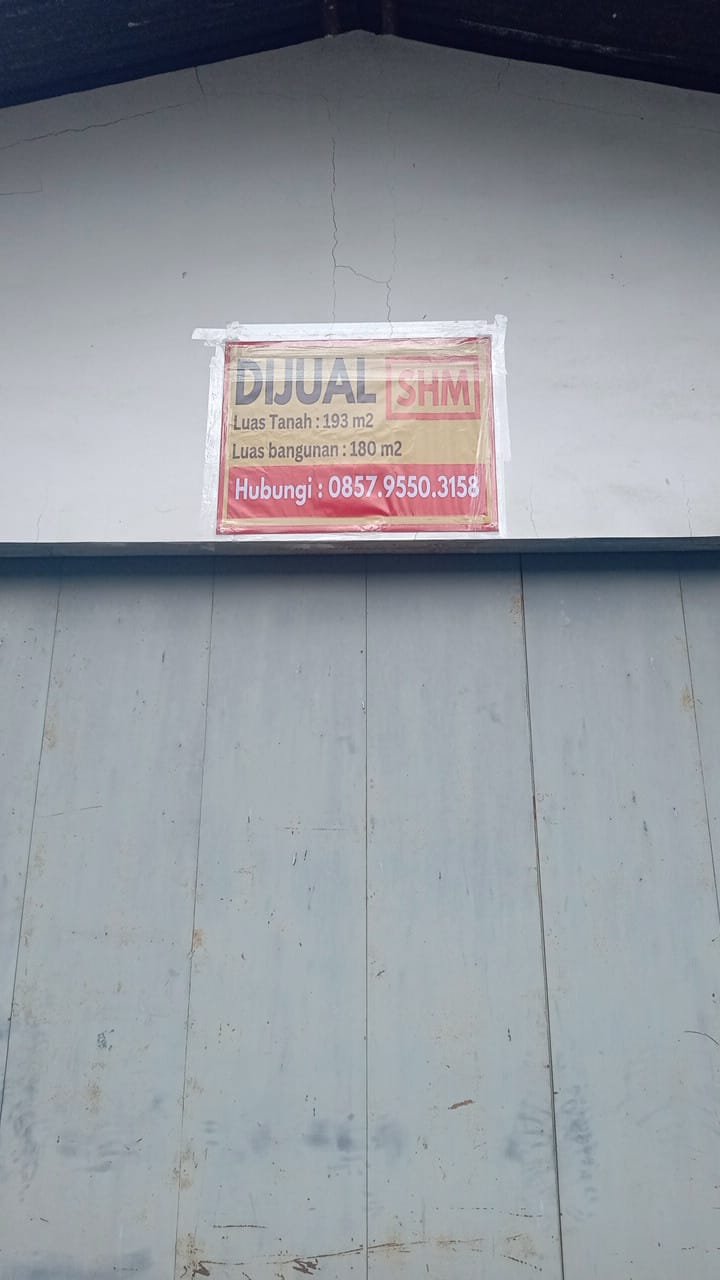 DIJUAL SHM
Luas Tanah : 193 m2
Luas bangunan : 180 m2
Hubungi : 0857.9550.3158